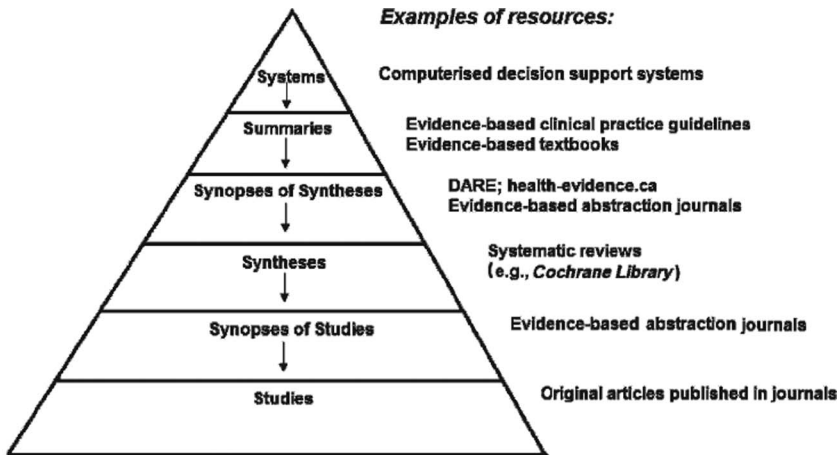 Examples of resources:
Systems
Computerised decision support systems
Summaries
Evidence-based clinical practice guidelines
Evidence-based textbooks
Synopses of Syntheses
DARE; health-evidence.ca
Evidence-based abstraction journals
Syntheses
Systematic reviews
(e.g., Cochrane Library)
Synopses of Studies
Evidence-based abstraction journals
Studies
Original articles published in journals